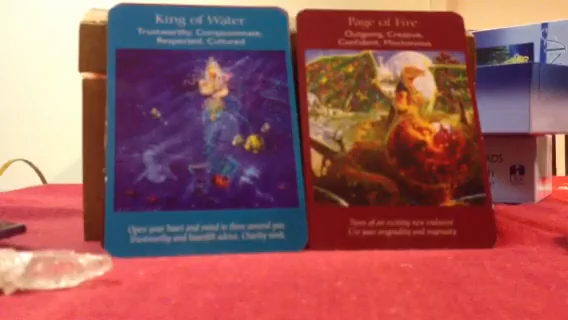 King of Water
Trustworthy, Compassionate,
Respected, Cultured
Open your heart and mind to those around you.
Trustworthy and heartfelt advice. Charity work.
Page of Fire
Outgoing, Creative,
Confident, Mischievous
News of an exciting new endeavor
Use your originality and ingenuity